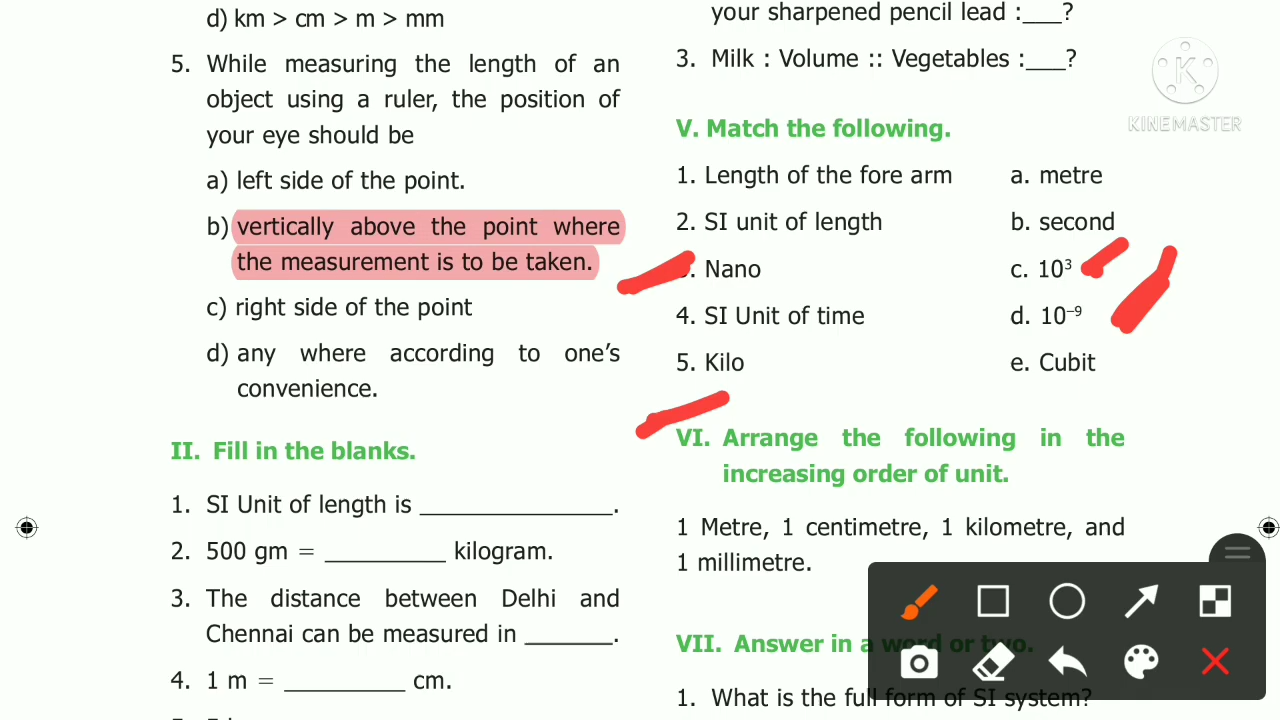 d) km > cm > m > mm
5. While measuring the length of an
object using a ruler, the position of
your eye should be
a) left side of the point.
b) vertically above the point where
the measurement is to be taken.
c) right side of the point
d) any where according to one’s
convenience.
II. Fill in the blanks.
1. SI Unit of length is ______________.
2. 500 gm = _________ kilogram.
3. The distance between Delhi and
Chennai can be measured in _______.
4. 1 m = _________ cm.
your sharpened pencil lead :___?
3. Milk : Volume :: Vegetables :___?
V. Match the following.
1. Length of the fore arm a. metre
2. SI unit of length b. second
Nano c. 10³
4. SI Unit of time d. 10⁻⁹
5. Kilo e. Cubit
VI. Arrange the following in the
increasing order of unit.
1 Metre, 1 centimetre, 1 kilometre, and
1 millimetre.
VII. Answer in a word or two.
1. What is the full form of SI system?
K
KINEMASTER